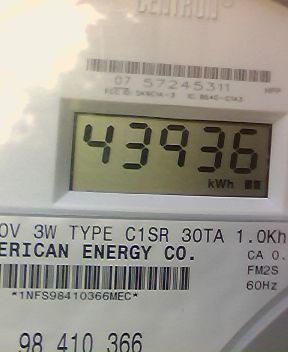 CENTRON®
07 57245311
43936
kWh
0V 3W TYPE C1SR 30TA 1.0Kh
ERICAN ENERGY CO.
CA 0.
FM2S
60Hz
*1NFS98410366MEC*
98 410 366